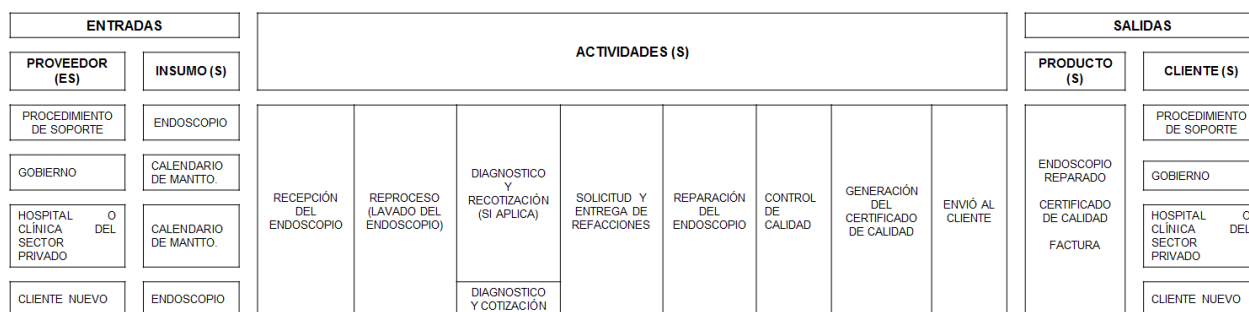 ENTRADAS
ACTIVIDADES (S)
SALIDAS
PROVEEDOR
(ES)
INSUMO (S)
PRODUCTO
(S)
CLIENTE (S)
PROCEDIMIENTO
DE SOPORTE
ENDOSCOPIO
GOBIERNO
CALENDARIO
DE MANTTO.
HOSPITAL O
CLÍNICA DEL
SECTOR
PRIVADO
CALENDARIO
DE MANTTO.
CLIENTE NUEVO
ENDOSCOPIO
RECEPCIÓN
DEL
ENDOSCOPIO
REPROCESO
(LAVADO DEL
ENDOSCOPIO)
DIAGNOSTICO
Y
RECOTIZACIÓN
(SI APLICA)
DIAGNOSTICO
Y COTIZACIÓN
SOLICITUD Y
ENTREGA DE
REFACCIONES
REPARACIÓN
DEL
ENDOSCOPIO
CONTROL
DE
CALIDAD
GENERACIÓN
DEL
CERTIFICADO
DE CALIDAD
ENVIÓ AL
CLIENTE
ENDOSCOPIO
REPARADO
CERTIFICADO
DE CALIDAD
FACTURA
PROCEDIMIENTO
DE SOPORTE
GOBIERNO
HOSPITAL O
CLÍNICA DEL
SECTOR
PRIVADO
CLIENTE NUEVO